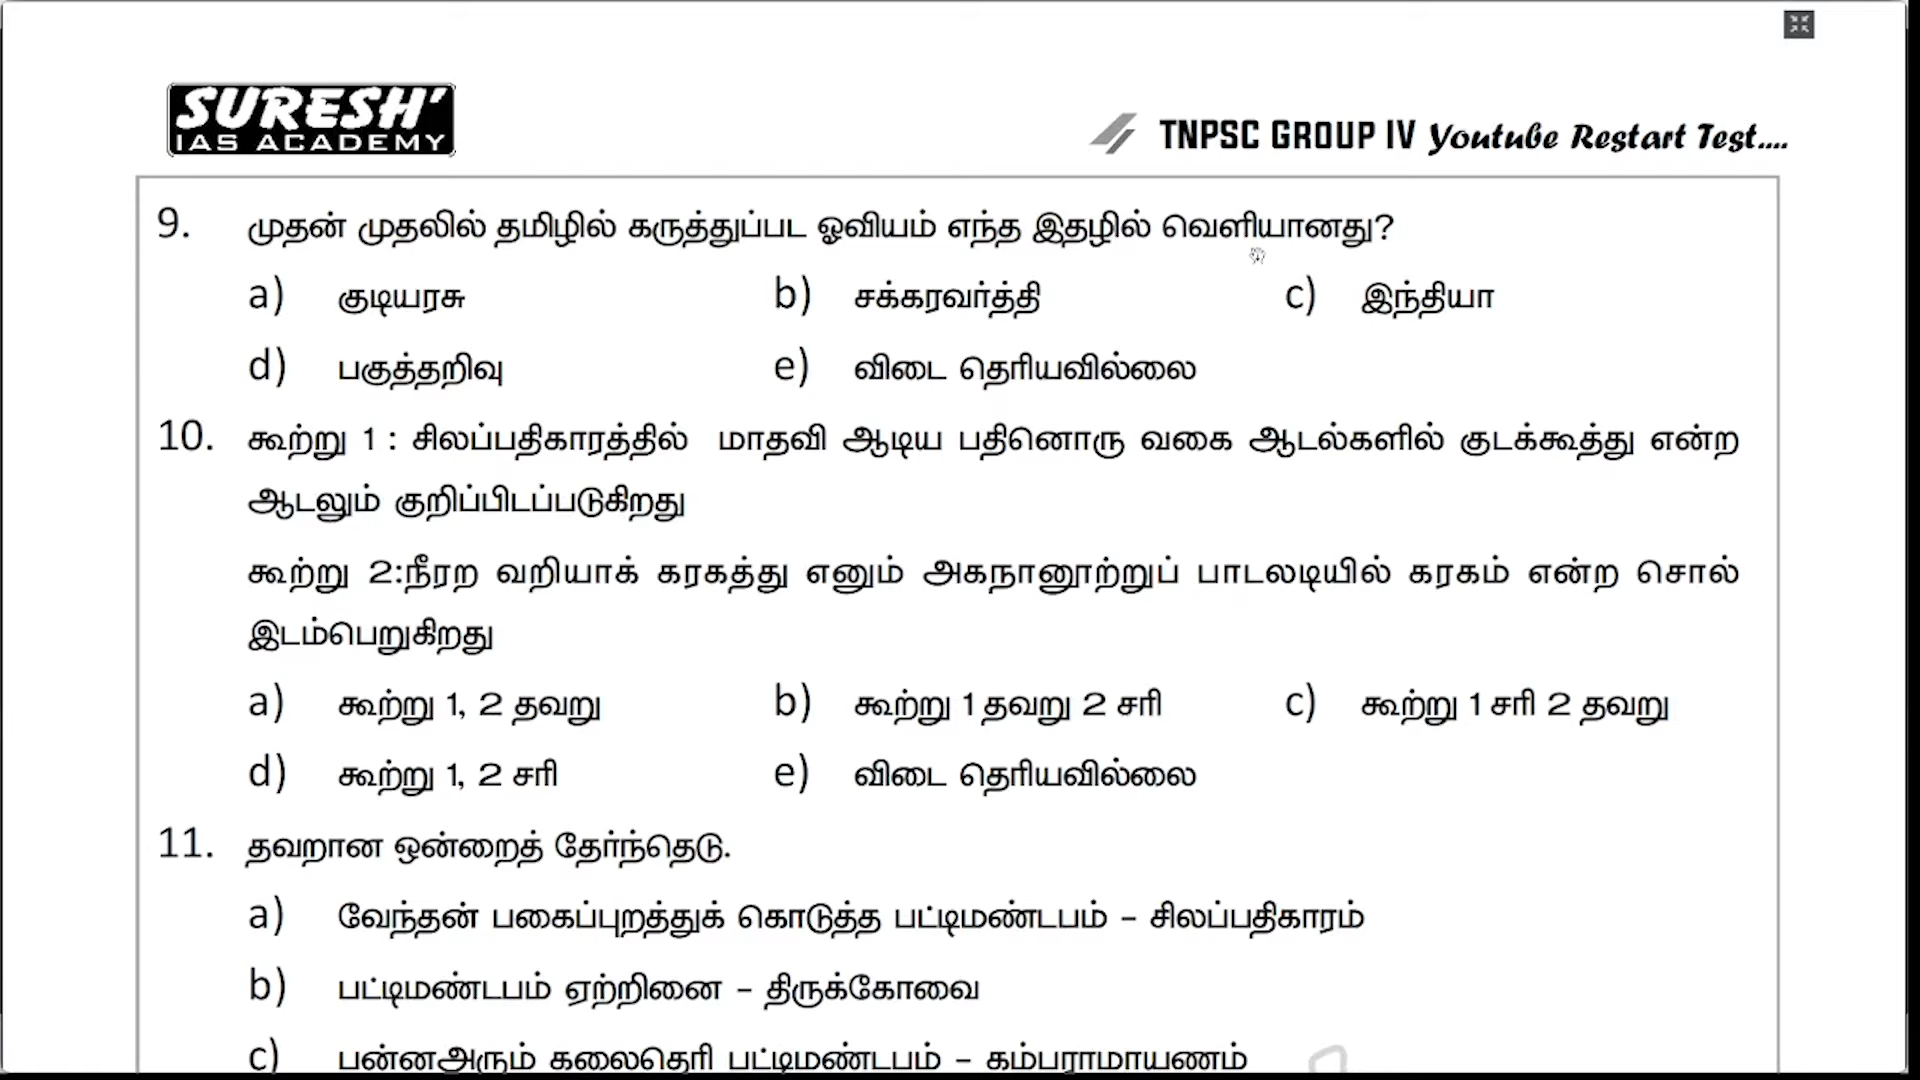 SURESH'
IAS ACADEMY
TNPSC GROUP IV Youtube Restart Test....
9. முதன் முதலில் தமிழில் கருத்துப்பட ஓவியம் எந்த இதழில் வெளியானது?
a) குடியரசு b) சக்கரவர்த்தி c) இந்தியா
d) பகுத்தறிவு e) விடை தெரியவில்லை
10. கூற்று 1 : சிலப்பதிகாரத்தில் மாதவி ஆடிய பதினொரு வகை ஆடல்களில் குடக்கூத்து என்ற
ஆடலும் குறிப்பிடப்படுகிறது
கூற்று 2:நீரற வறியாக் கரகத்து எனும் அகநானூற்றுப் பாடலடியில் கரகம் என்ற சொல்
இடம்பெறுகிறது
a) கூற்று 1, 2 தவறு b) கூற்று 1 தவறு 2 சரி c) கூற்று 1 சரி 2 தவறு
d) கூற்று 1, 2 சரி e) விடை தெரியவில்லை
11. தவறான ஒன்றைத் தேர்ந்தெடு.
a) வேந்தன் பகைப்புறத்துக் கொடுத்த பட்டிமண்டபம் – சிலப்பதிகாரம்
b) பட்டிமண்டபம் ஏற்றினை – திருக்கோவை
c) பன்னஅரும் கலைதெரி பட்டிமண்டபம் – கம்பராமாயணம்